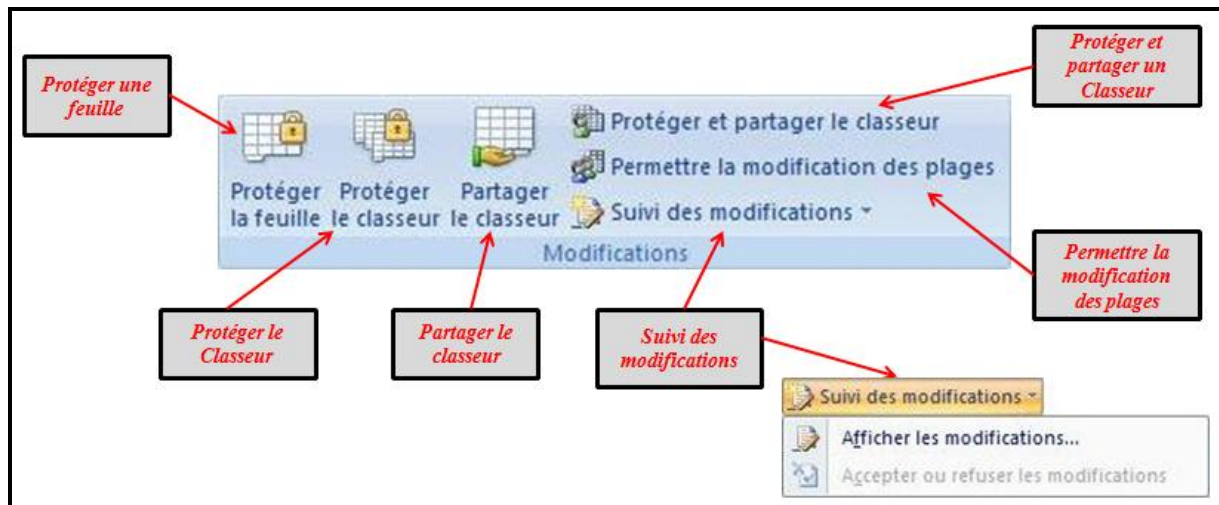 Protéger une
feuille
Protéger et
partager un
Classeur
Protéger
la feuille
Protéger
le classeur
Partager
le classeur
Protéger et partager le classeur
Permettre la modification des plages
Suivi des modifications
Modifications
Protéger le
Classeur
Partager le
classeur
Suivi des
modifications
Permettre la
modification
des plages
Suivi des modifications
Afficher les modifications...
Accepter ou refuser les modifications